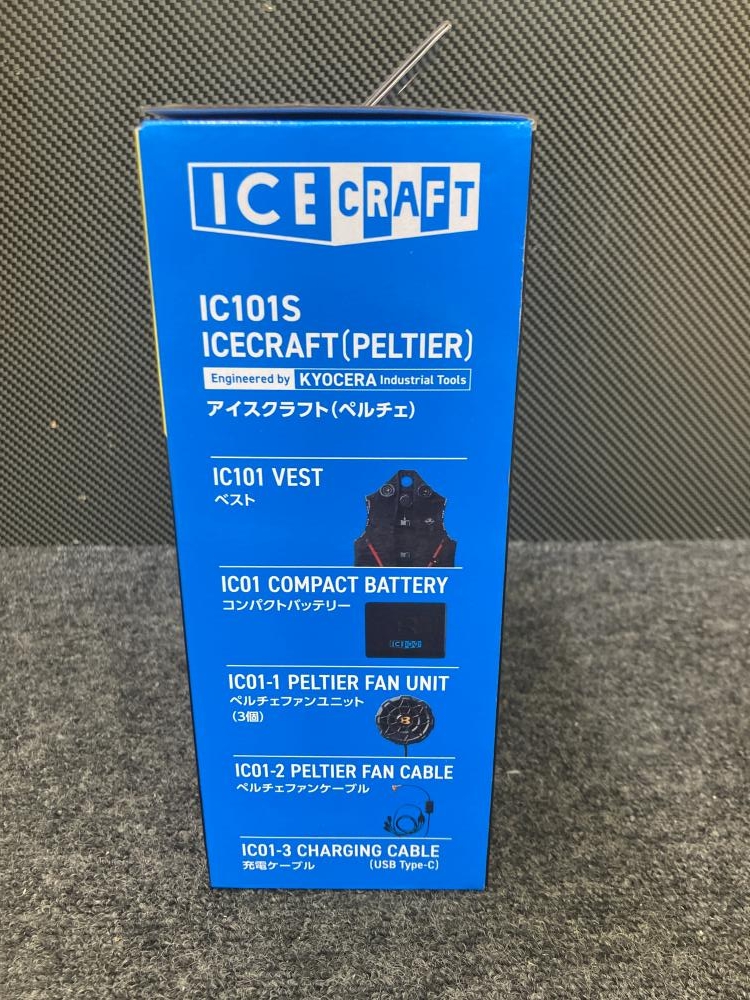 ICE CRAFT
IC101S
ICECRAFT(PELTIER)
Engineered by KYOCERA Industrial Tools
アイスクラフト(ペルチェ)
IC101 VEST
ベスト
IC01 COMPACT BATTERY
コンパクトバッテリー
IC01-1 PELTIER FAN UNIT
ペルチェファンユニット
(3個)
IC01-2 PELTIER FAN CABLE
ペルチェファンケーブル
IC01-3 CHARGING CABLE
充電ケーブル (USB Type-C)